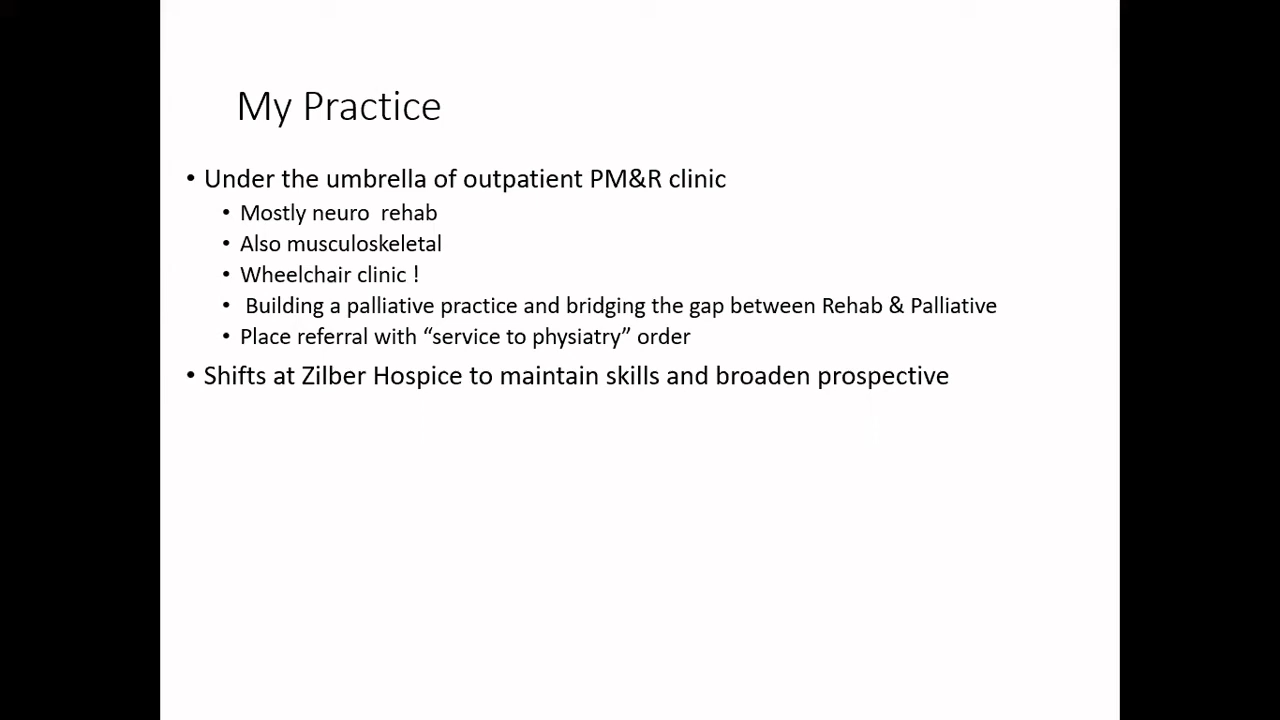 My Practice
• Under the umbrella of outpatient PM&R clinic
• Mostly neuro  rehab
• Also musculoskeletal
• Wheelchair clinic !
•  Building a palliative practice and bridging the gap between Rehab & Palliative
• Place referral with “service to physiatry” order
• Shifts at Zilber Hospice to maintain skills and broaden prospective